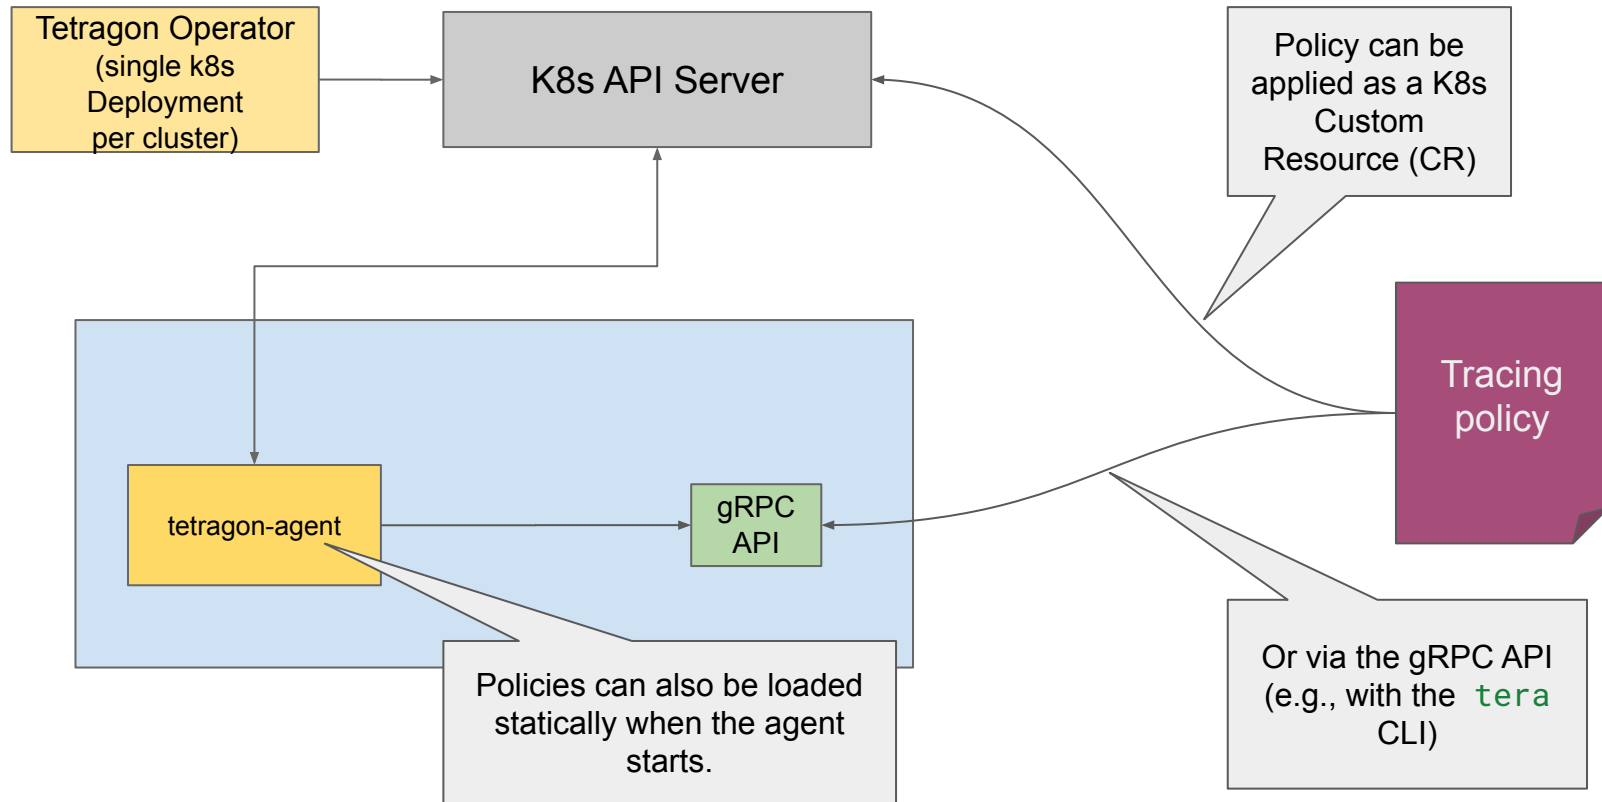 Tetragon Operator
(single k8s
Deployment
per cluster)
K8s API Server
Policy can be
applied as a K8s
Custom
Resource (CR)
Tracing
policy
tetragon-agent
gRPC
API
Policies can also be loaded
statically when the agent
starts.
Or via the gRPC API
(e.g., with the tera
CLI)